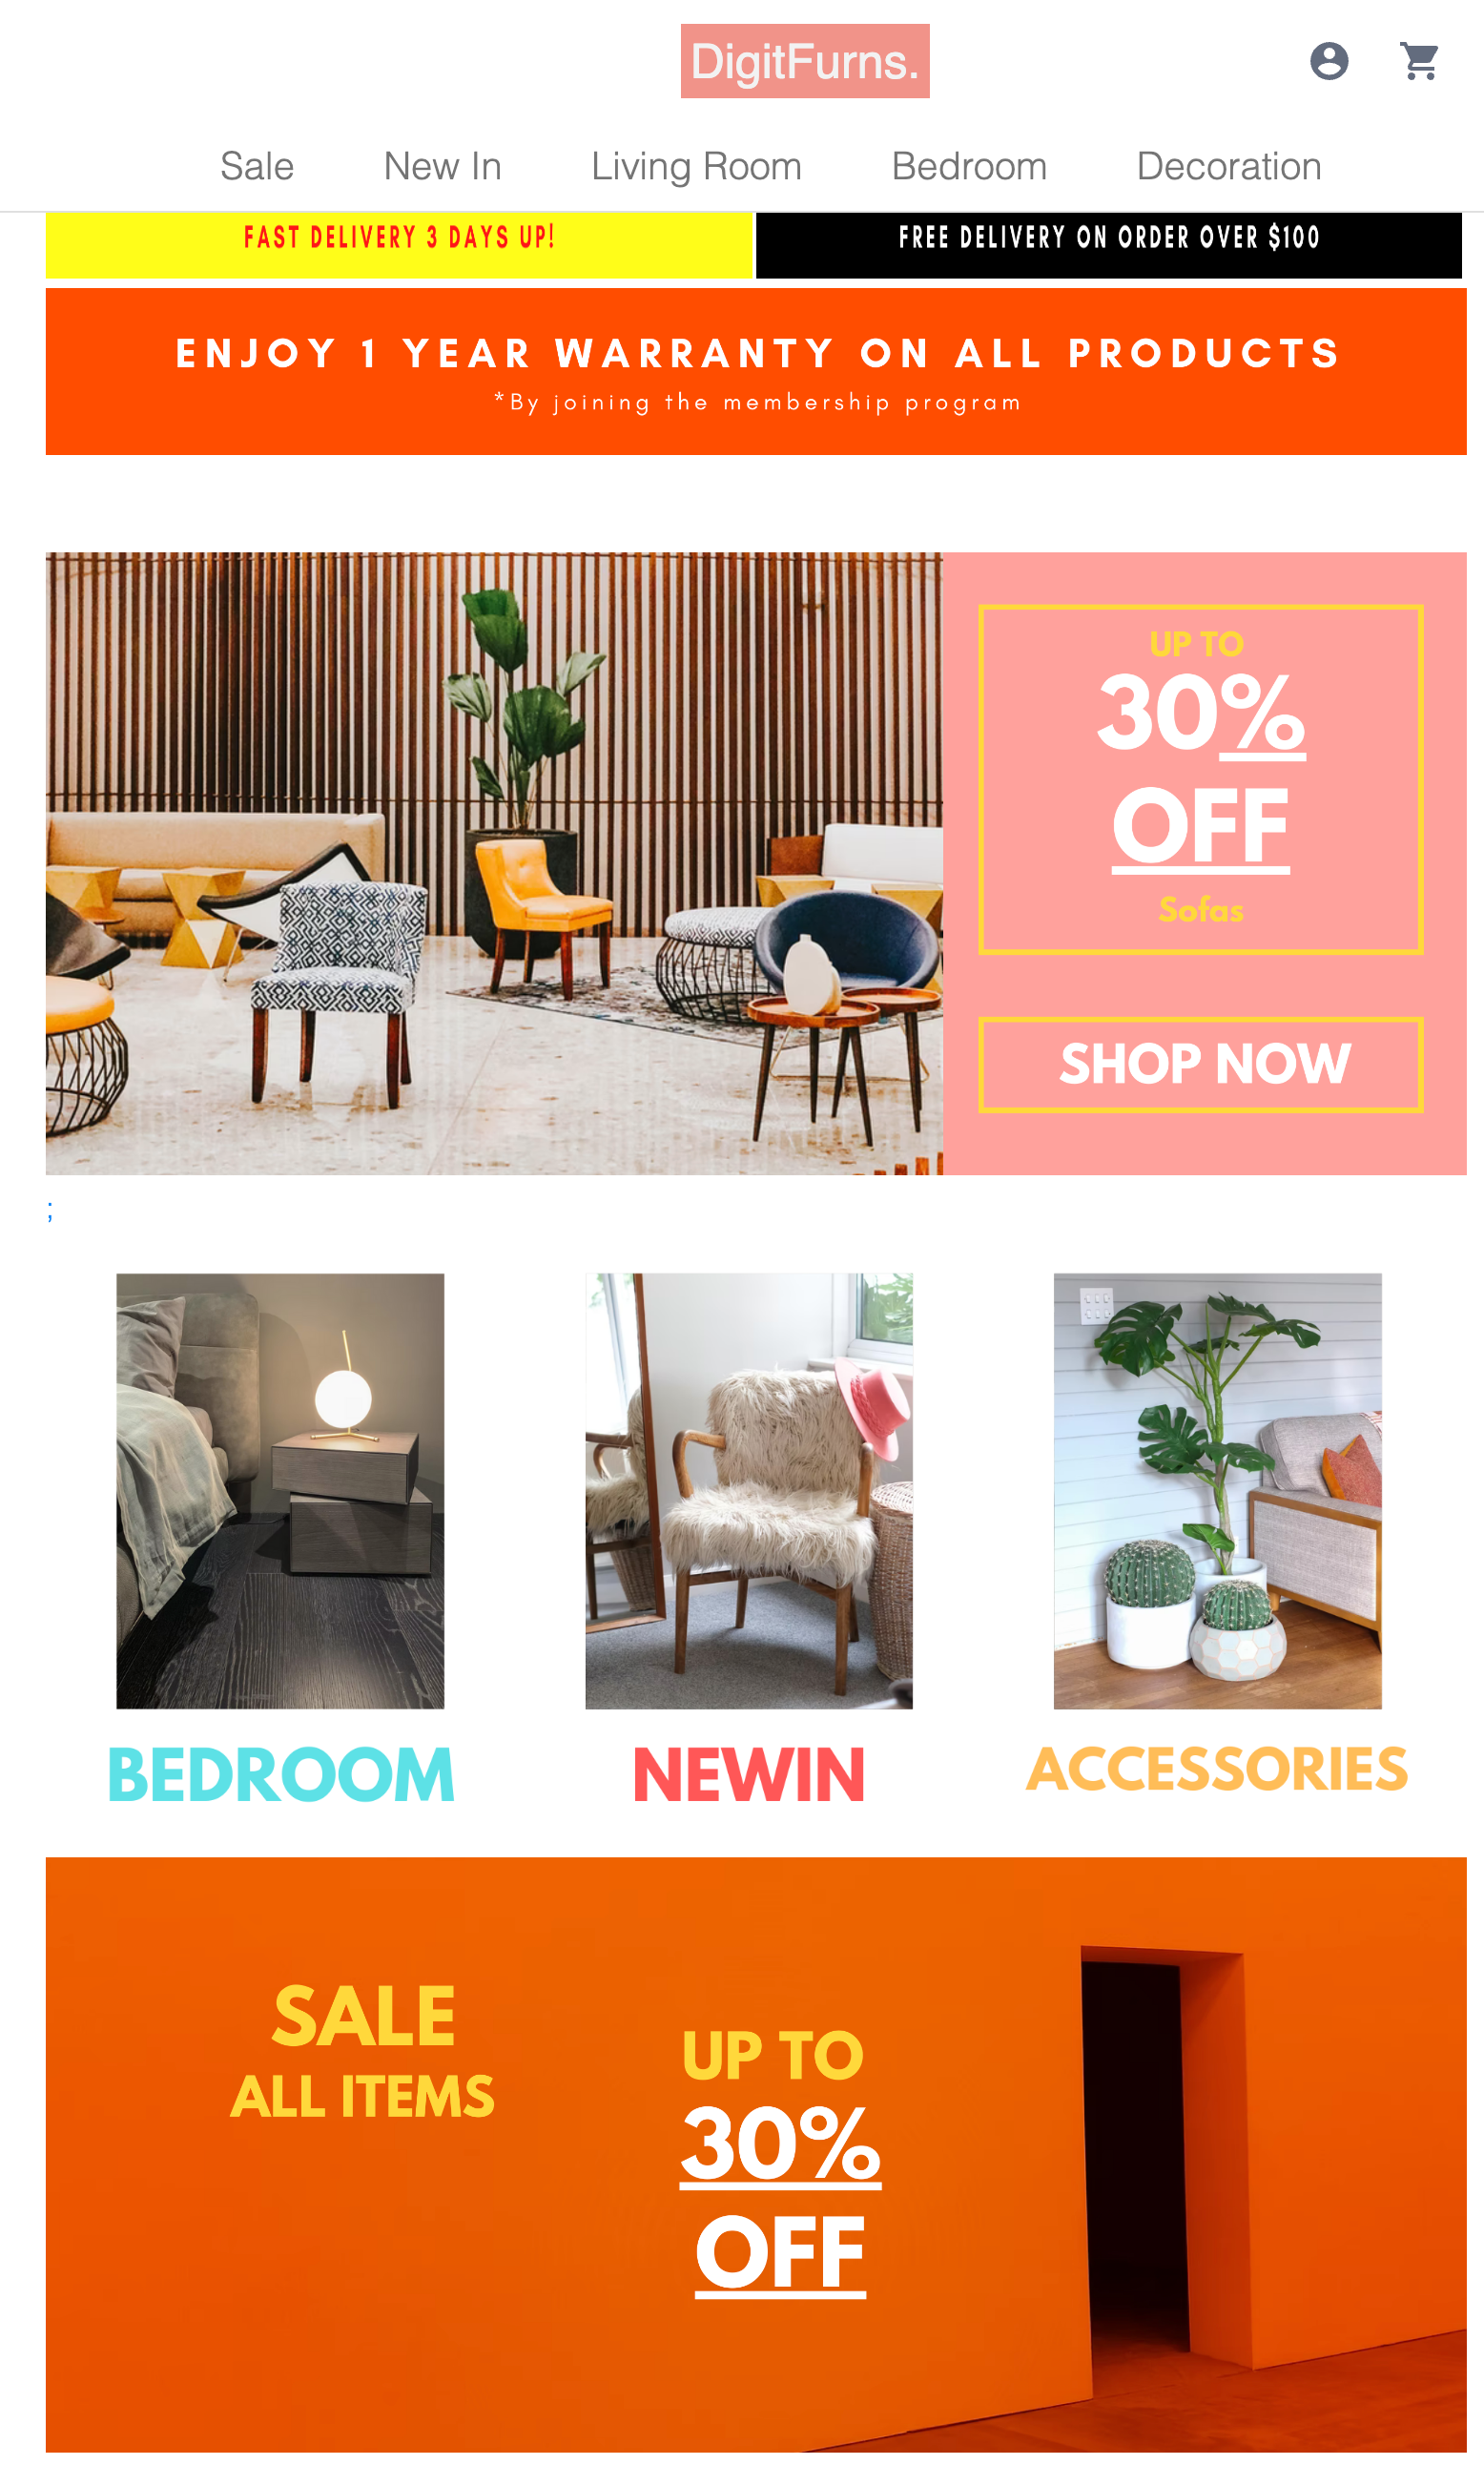 DigitFurns.
Sale New In Living Room Bedroom Decoration
FAST DELIVERY 3 DAYS UP!
FREE DELIVERY ON ORDER OVER $100
ENJOY 1 YEAR WARRANTY ON ALL PRODUCTS
*By joining the membership program
UP TO
30%
OFF
Sofas
SHOP NOW
;
BEDROOM
NEWIN
ACCESSORIES
SALE
ALL ITEMS
UP TO
30%
OFF